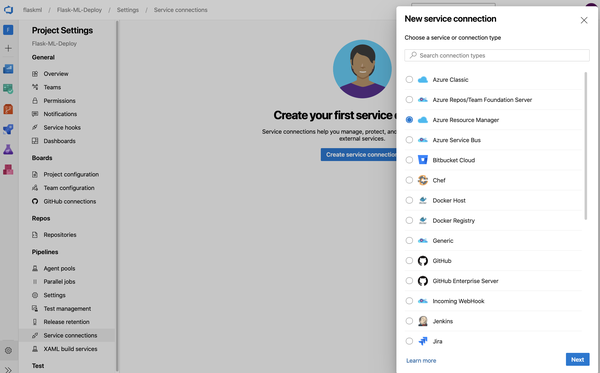 flaskml / Flask-ML-Deploy / Settings / Service connections
Project Settings
Flask-ML-Deploy
General
Overview
Teams
Permissions
Notifications
Service hooks
Dashboards
Boards
Project configuration
Team configuration
GitHub connections
Repos
Repositories
Pipelines
Agent pools
Parallel jobs
Settings
Test management
Release retention
Service connections
XAML build services
Test
Create your first service
Service connections help you manage, protect, and
external services.
Create service connection
New service connection
Choose a service or connection type
Search connection types
Azure Classic
Azure Repos/Team Foundation Server
Azure Resource Manager
Azure Service Bus
Bitbucket Cloud
Chef
Docker Host
Docker Registry
Generic
GitHub
GitHub Enterprise Server
Incoming WebHook
Jenkins
Jira
Learn more
Next